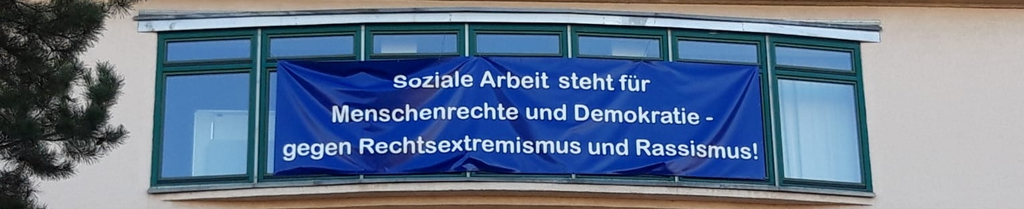 Soziale Arbeit steht für
Menschenrechte und Demokratie -
gegen Rechtsextremismus und Rassismus!